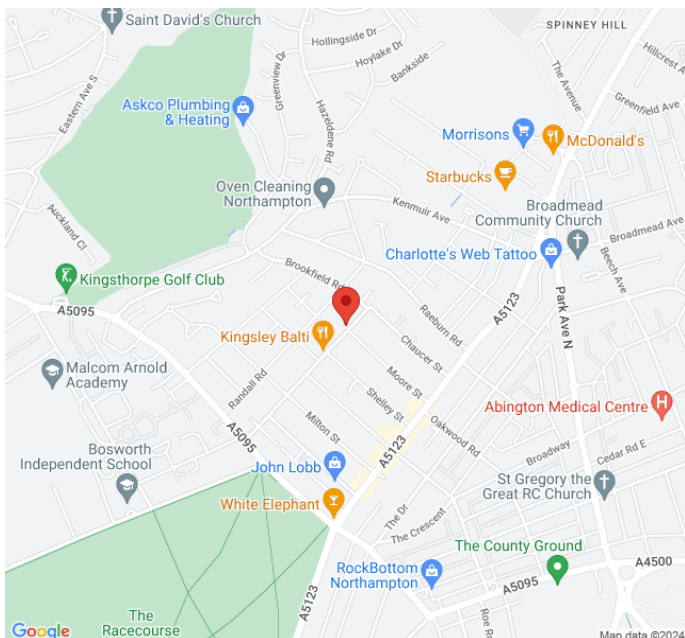 Saint David's Church
SPINNEY HILL
Hollingside Dr
Hoylake Dr
Bankside
Hillcrest A
The Avenue
Greenfield Ave
Eastern Ave S
Greenview Dr
Hazeldene Rd
Askco Plumbing
& Heating
Morrisons
McDonald's
Starbucks
Oven Cleaning
Northampton
Kenmuir Ave
Broadmead
Community Church
Broadmead Ave
Auckland Cl
Charlotte's Web Tattoo
Beech Ave
Kingsthorpe Golf Club
Brookfield Rd
A5095
Raeburn Rd
A5123
Park Ave N
Kingsley Balti
Chaucer St
Malcom Arnold
Academy
Randall Rd
Moore St
Shelley St
Abington Medical Centre
Milton St
Oakwood Rd
A5095
A5123
Broadway
Cedar Rd E
Bosworth
Independent School
John Lobb
St Gregory the
Great RC Church
White Elephant
The Dr
The Crescent
The County Ground
RockBottom
Northampton
A5095
A4500
A5123
Roe Rd
The
Racecourse
Google
Map data ©2024